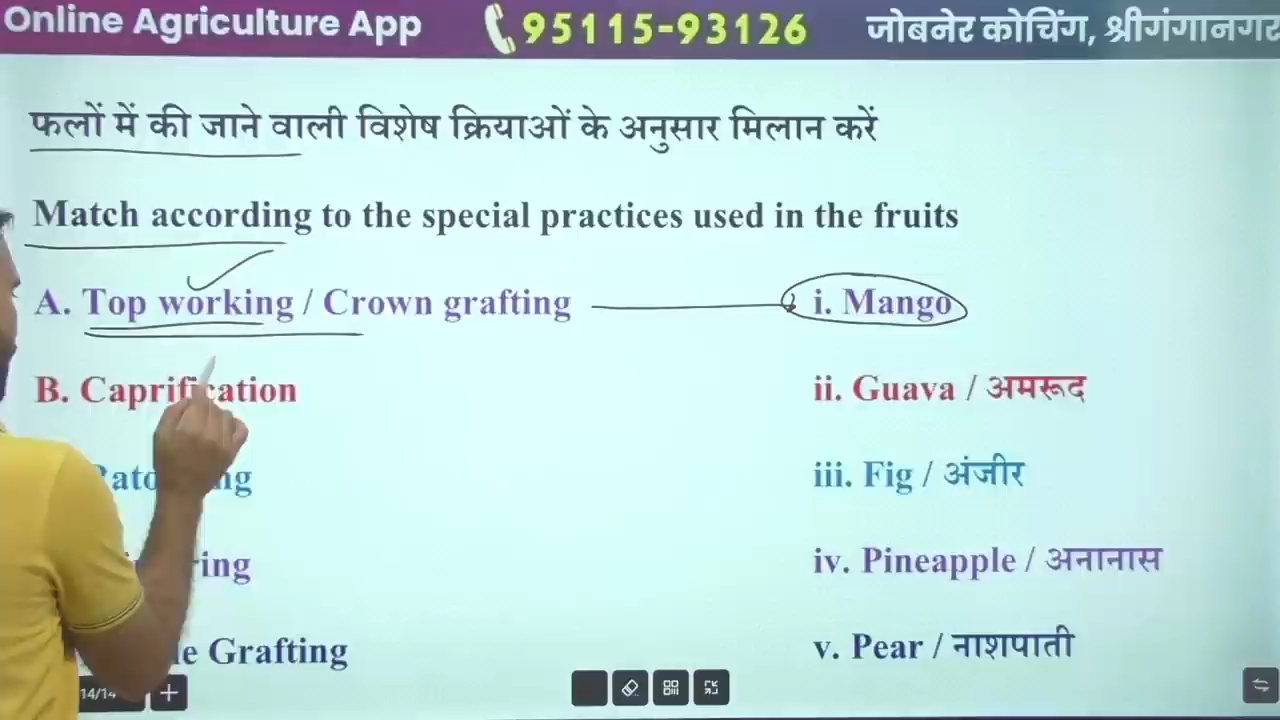 Online Agriculture App 95115-93126 जोबनेर कोचिंग, श्रीगंगानगर
फलों में की जाने वाली विशेष क्रियाओं के अनुसार मिलान करें
Match according to the special practices used in the fruits
A. Top working / Crown grafting i. Mango
B. Caprification ii. Guava / अमरूद
iii. Fig / अंजीर
iv. Pineapple / अनानास
Grafting v. Pear / नाशपाती
14/14